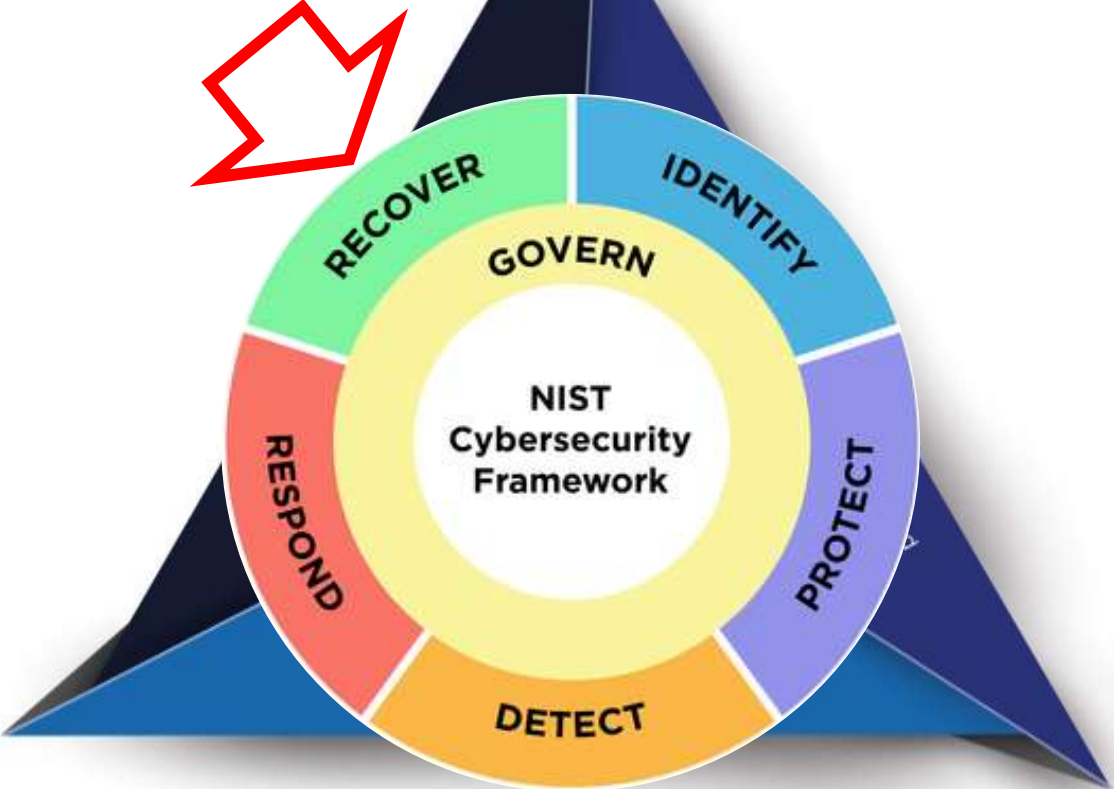 RECOVER
IDENTIFY
GOVERN
NIST
Cybersecurity
Framework
RESPOND
PROTECT
DETECT